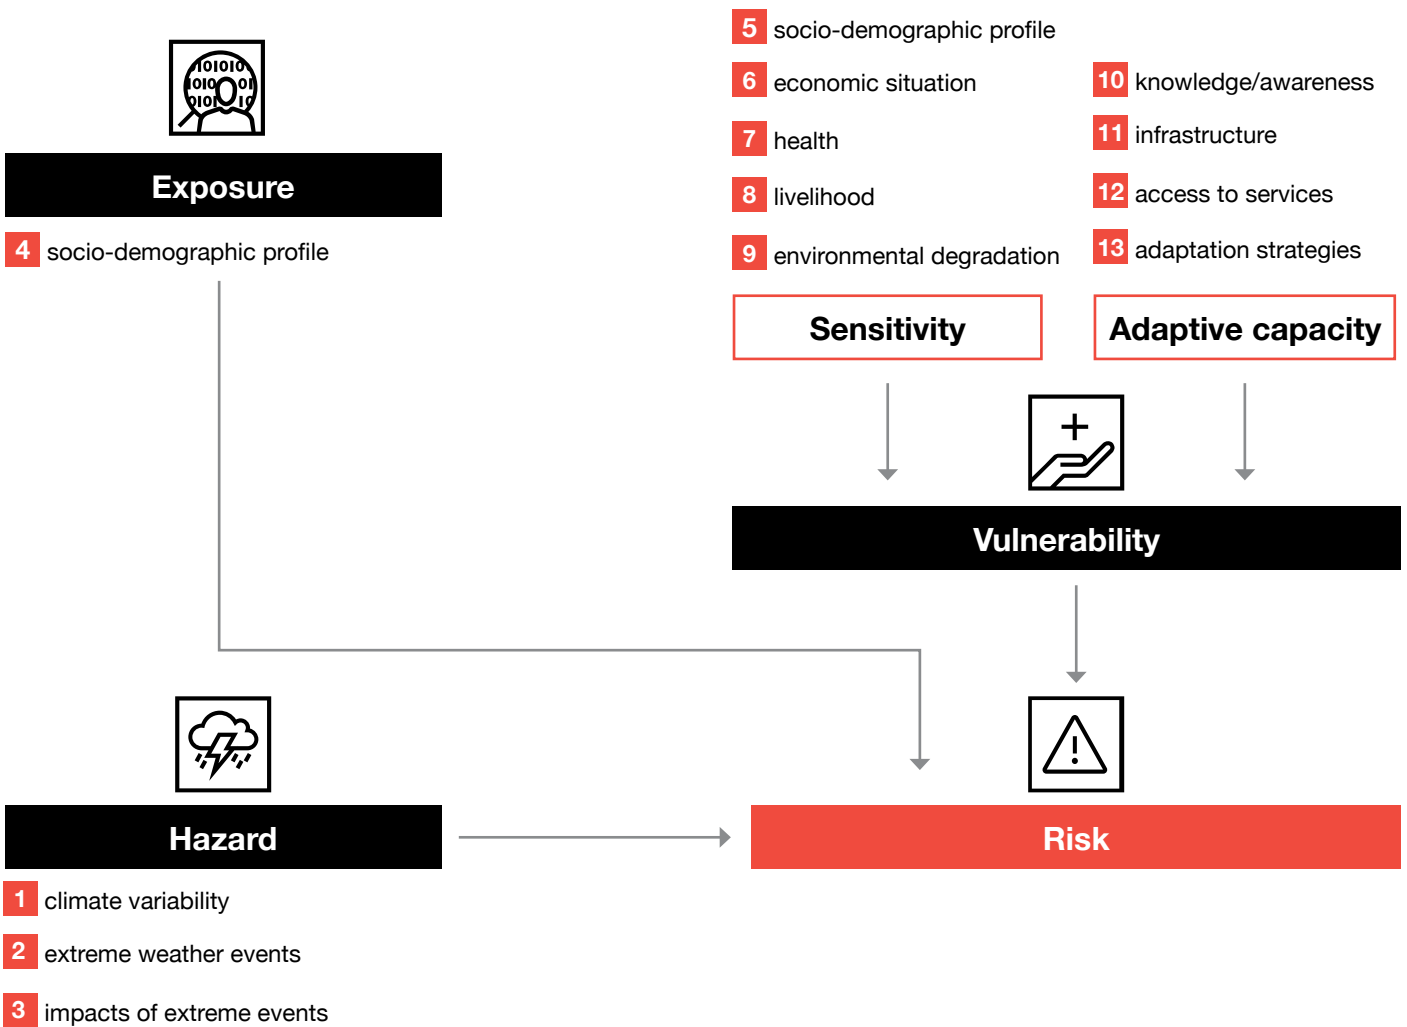 Exposure
4 socio-demographic profile
5 socio-demographic profile
6 economic situation
7 health
8 livelihood
9 environmental degradation
10 knowledge/awareness
11 infrastructure
12 access to services
13 adaptation strategies
Sensitivity
Adaptive capacity
Vulnerability
Hazard
Risk
1 climate variability
2 extreme weather events
3 impacts of extreme events